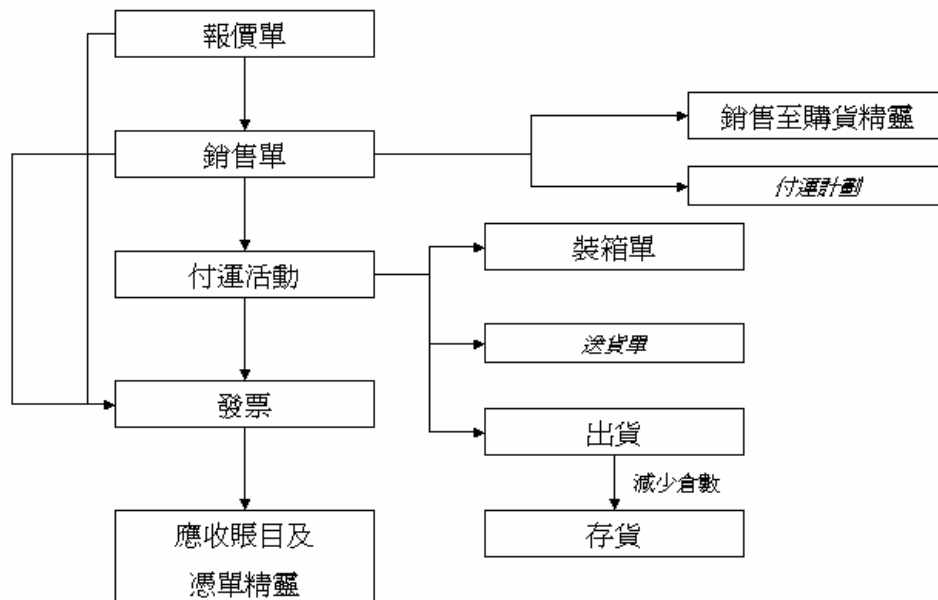 報價單
銷售單
銷售至購貨精靈
付運計劃
付運活動
裝箱單
送貨單
發票
出貨
減少倉數
應收賬目及
憑單精靈
存貨